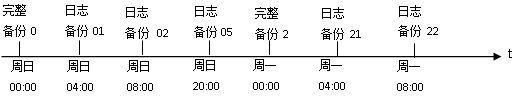 完整 日志 日志 日志 完整 日志 日志
备份 0 备份 01 备份 02 备份 05 备份 2 备份 21 备份 22
t
周日 周日 周日 周日 周一 周一 周一
00:00 04:00 08:00 20:00 00:00 04:00 08:00